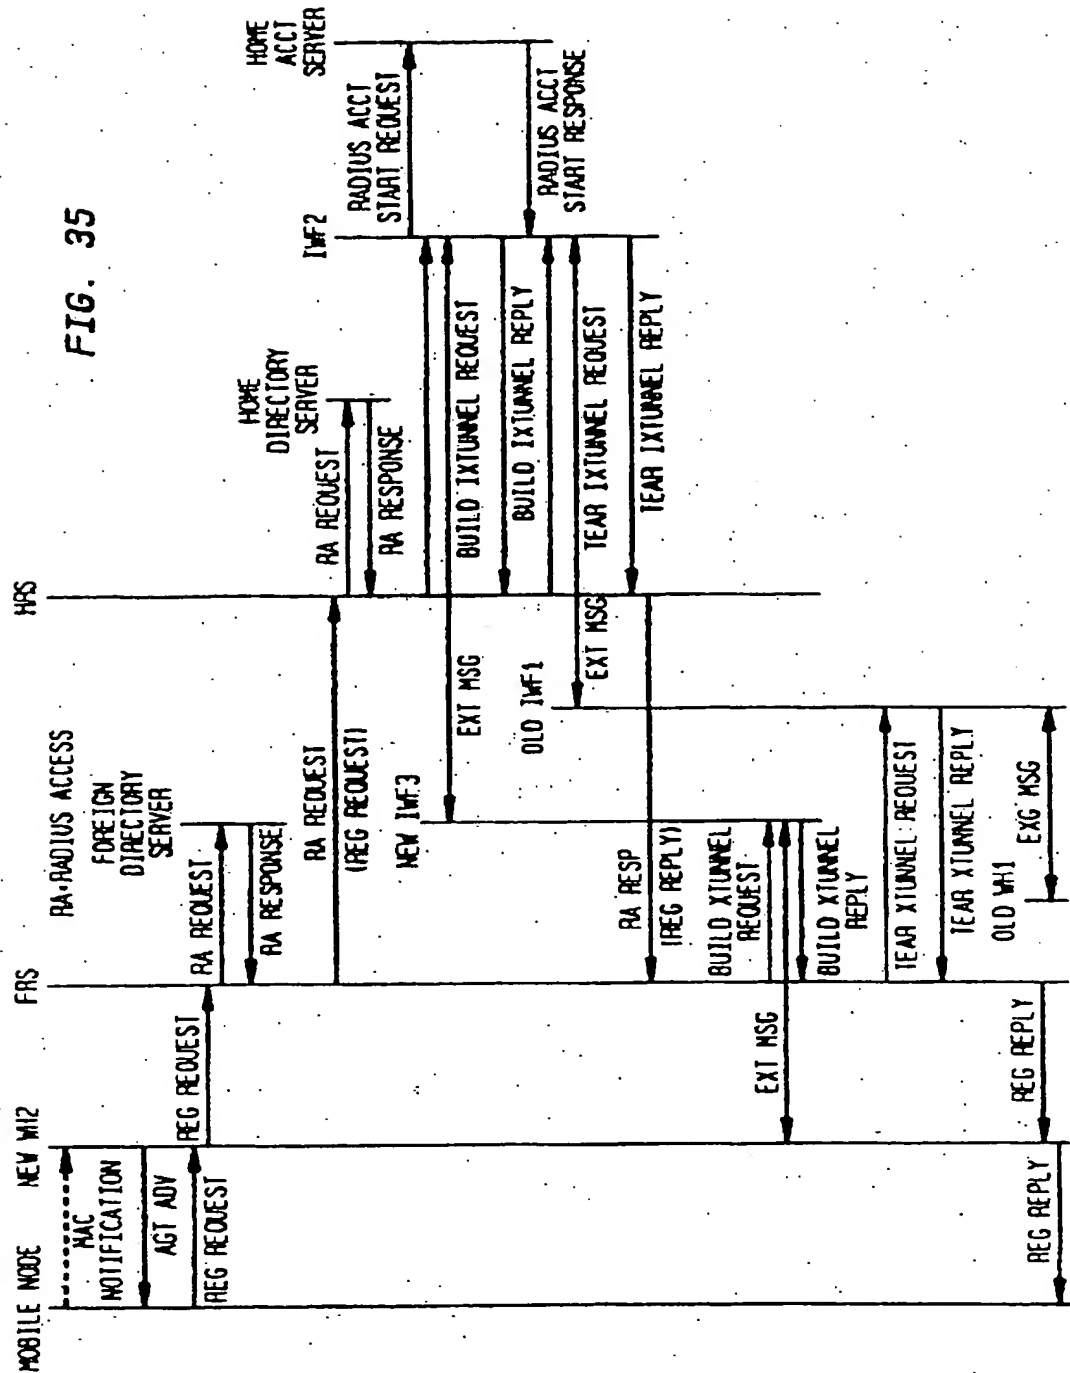 FIG. 35
RA·RADIUS ACCESS
MOBILE NODE
NEW WH2
FRS
FOREIGN
DIRECTORY
SERVER
HRS
HOME
DIRECTORY
SERVER
IWF2
HOME
ACCT
SERVER
MAC
NOTIFICATION
AGT ADV
REG REQUEST
REG REQUEST
RA REQUEST
RA RESPONSE
RA REQUEST
(REG REQUEST)
RA REQUEST
RA RESPONSE
RADIUS ACCT
START REQUEST
NEW IWF3
EXT MSG
BUILD IXTUNNEL REQUEST
BUILD IXTUNNEL REPLY
RADIUS ACCT
START RESPONSE
OLD IWF1
EXT MSG
TEAR IXTUNNEL REQUEST
TEAR IXTUNNEL REPLY
RA RESP
(REG REPLY)
BUILD XTUNNEL
REQUEST
EXT MSG
BUILD XTUNNEL
REPLY
TEAR XTUNNEL REQUEST
TEAR XTUNNEL REPLY
OLD WH1
EXG MSG
REG REPLY
REG REPLY